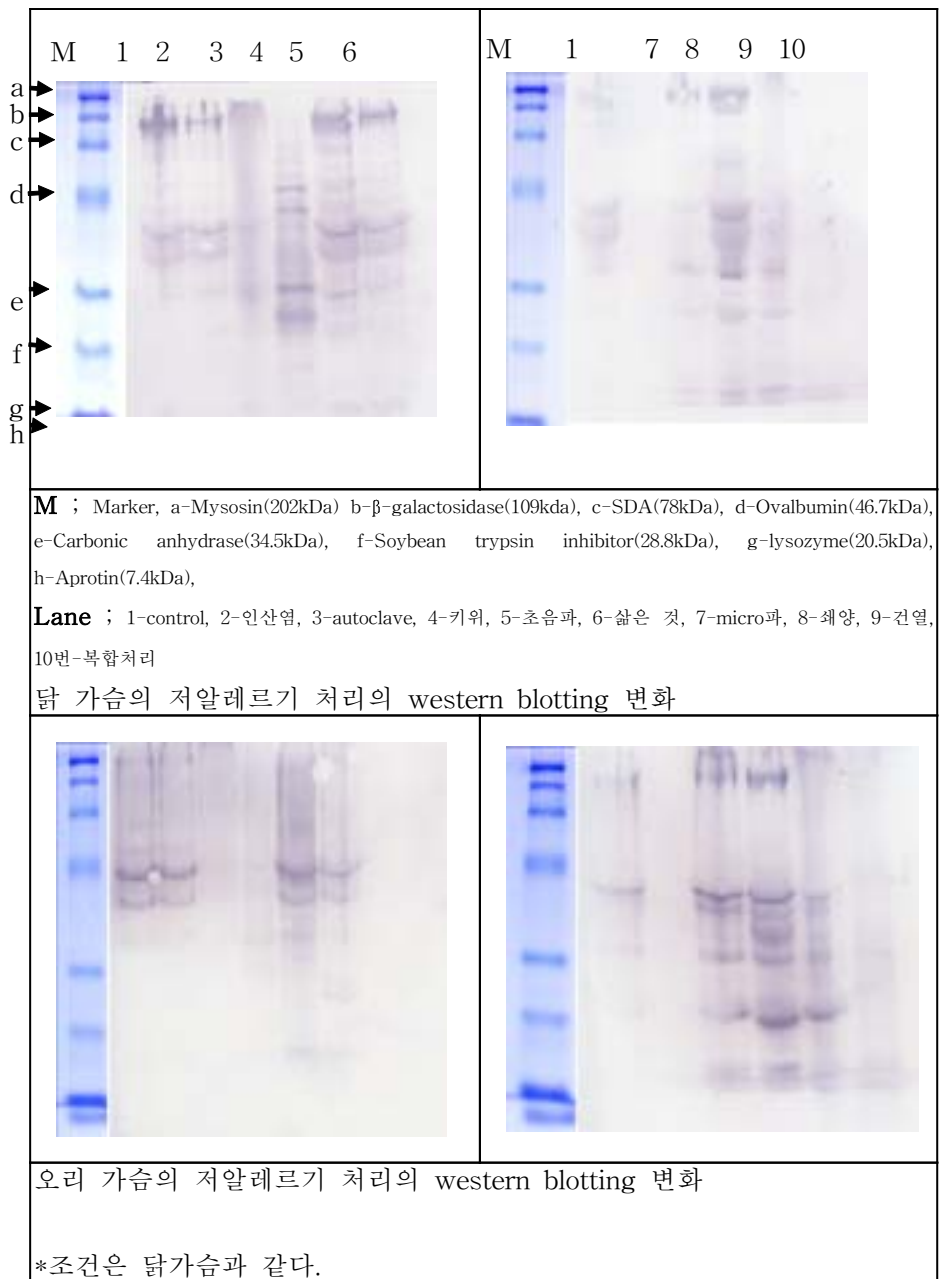 M 1 2 3 4 5 6
M 1 7 8 9 10
a
b
c
d
e
f
g
h
M ; Marker, a-Mysosin(202kDa) b-β-galactosidase(109kda), c-SDA(78kDa), d-Ovalbumin(46.7kDa),
e-Carbonic anhydrase(34.5kDa), f-Soybean trypsin inhibitor(28.8kDa), g-lysozyme(20.5kDa),
h-Aprotin(7.4kDa),
Lane ; 1-control, 2-인산염, 3-autoclave, 4-키위, 5-초음파, 6-삶은 것, 7-micro파, 8-쇄양, 9-건열,
10번-복합처리
닭 가슴의 저알레르기 처리의 western blotting 변화
오리 가슴의 저알레르기 처리의 western blotting 변화
*조건은 닭가슴과 같다.